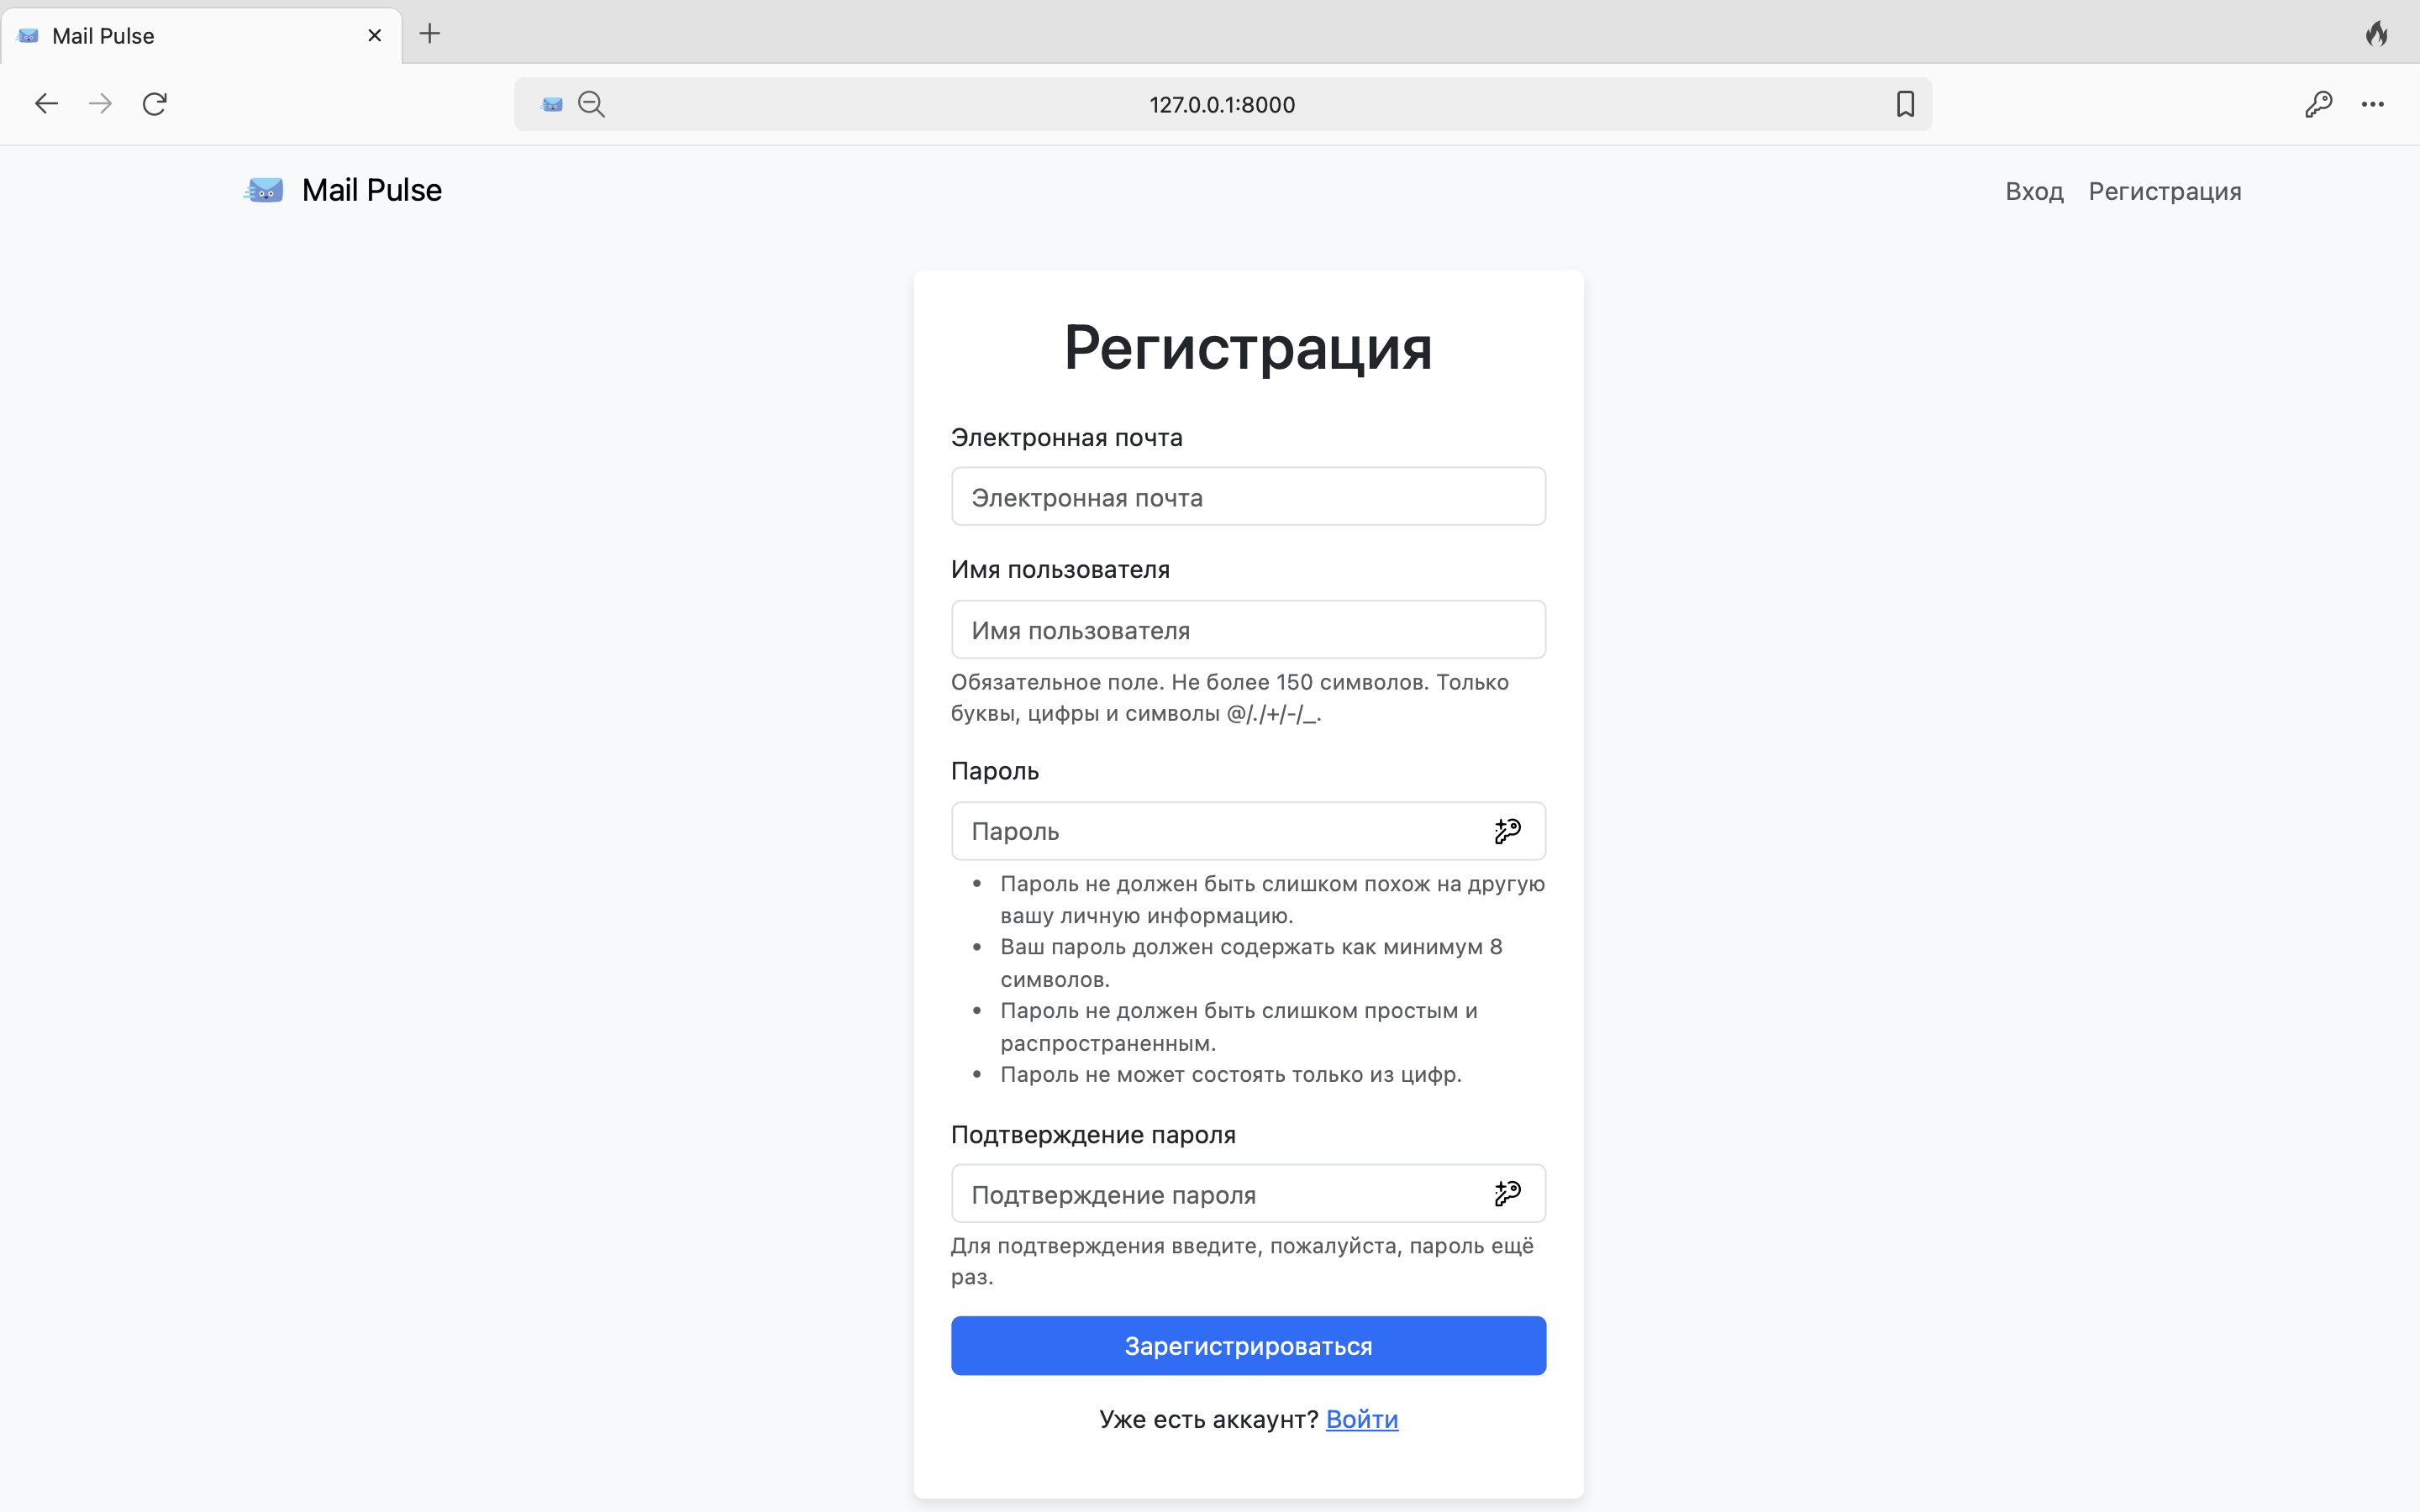 Mail Pulse
127.0.0.1:8000
Mail Pulse
Вход Регистрация
Регистрация
Электронная почта
Электронная почта
Имя пользователя
Имя пользователя
Обязательное поле. Не более 150 символов. Только
буквы, цифры и символы @/./+/-/_.
Пароль
Пароль
Пароль не должен быть слишком похож на другую
вашу личную информацию.
Ваш пароль должен содержать как минимум 8
символов.
Пароль не должен быть слишком простым и
распространенным.
Пароль не может состоять только из цифр.
Подтверждение пароля
Подтверждение пароля
Для подтверждения введите, пожалуйста, пароль ещё
раз.
Зарегистрироваться
Уже есть аккаунт? Войти